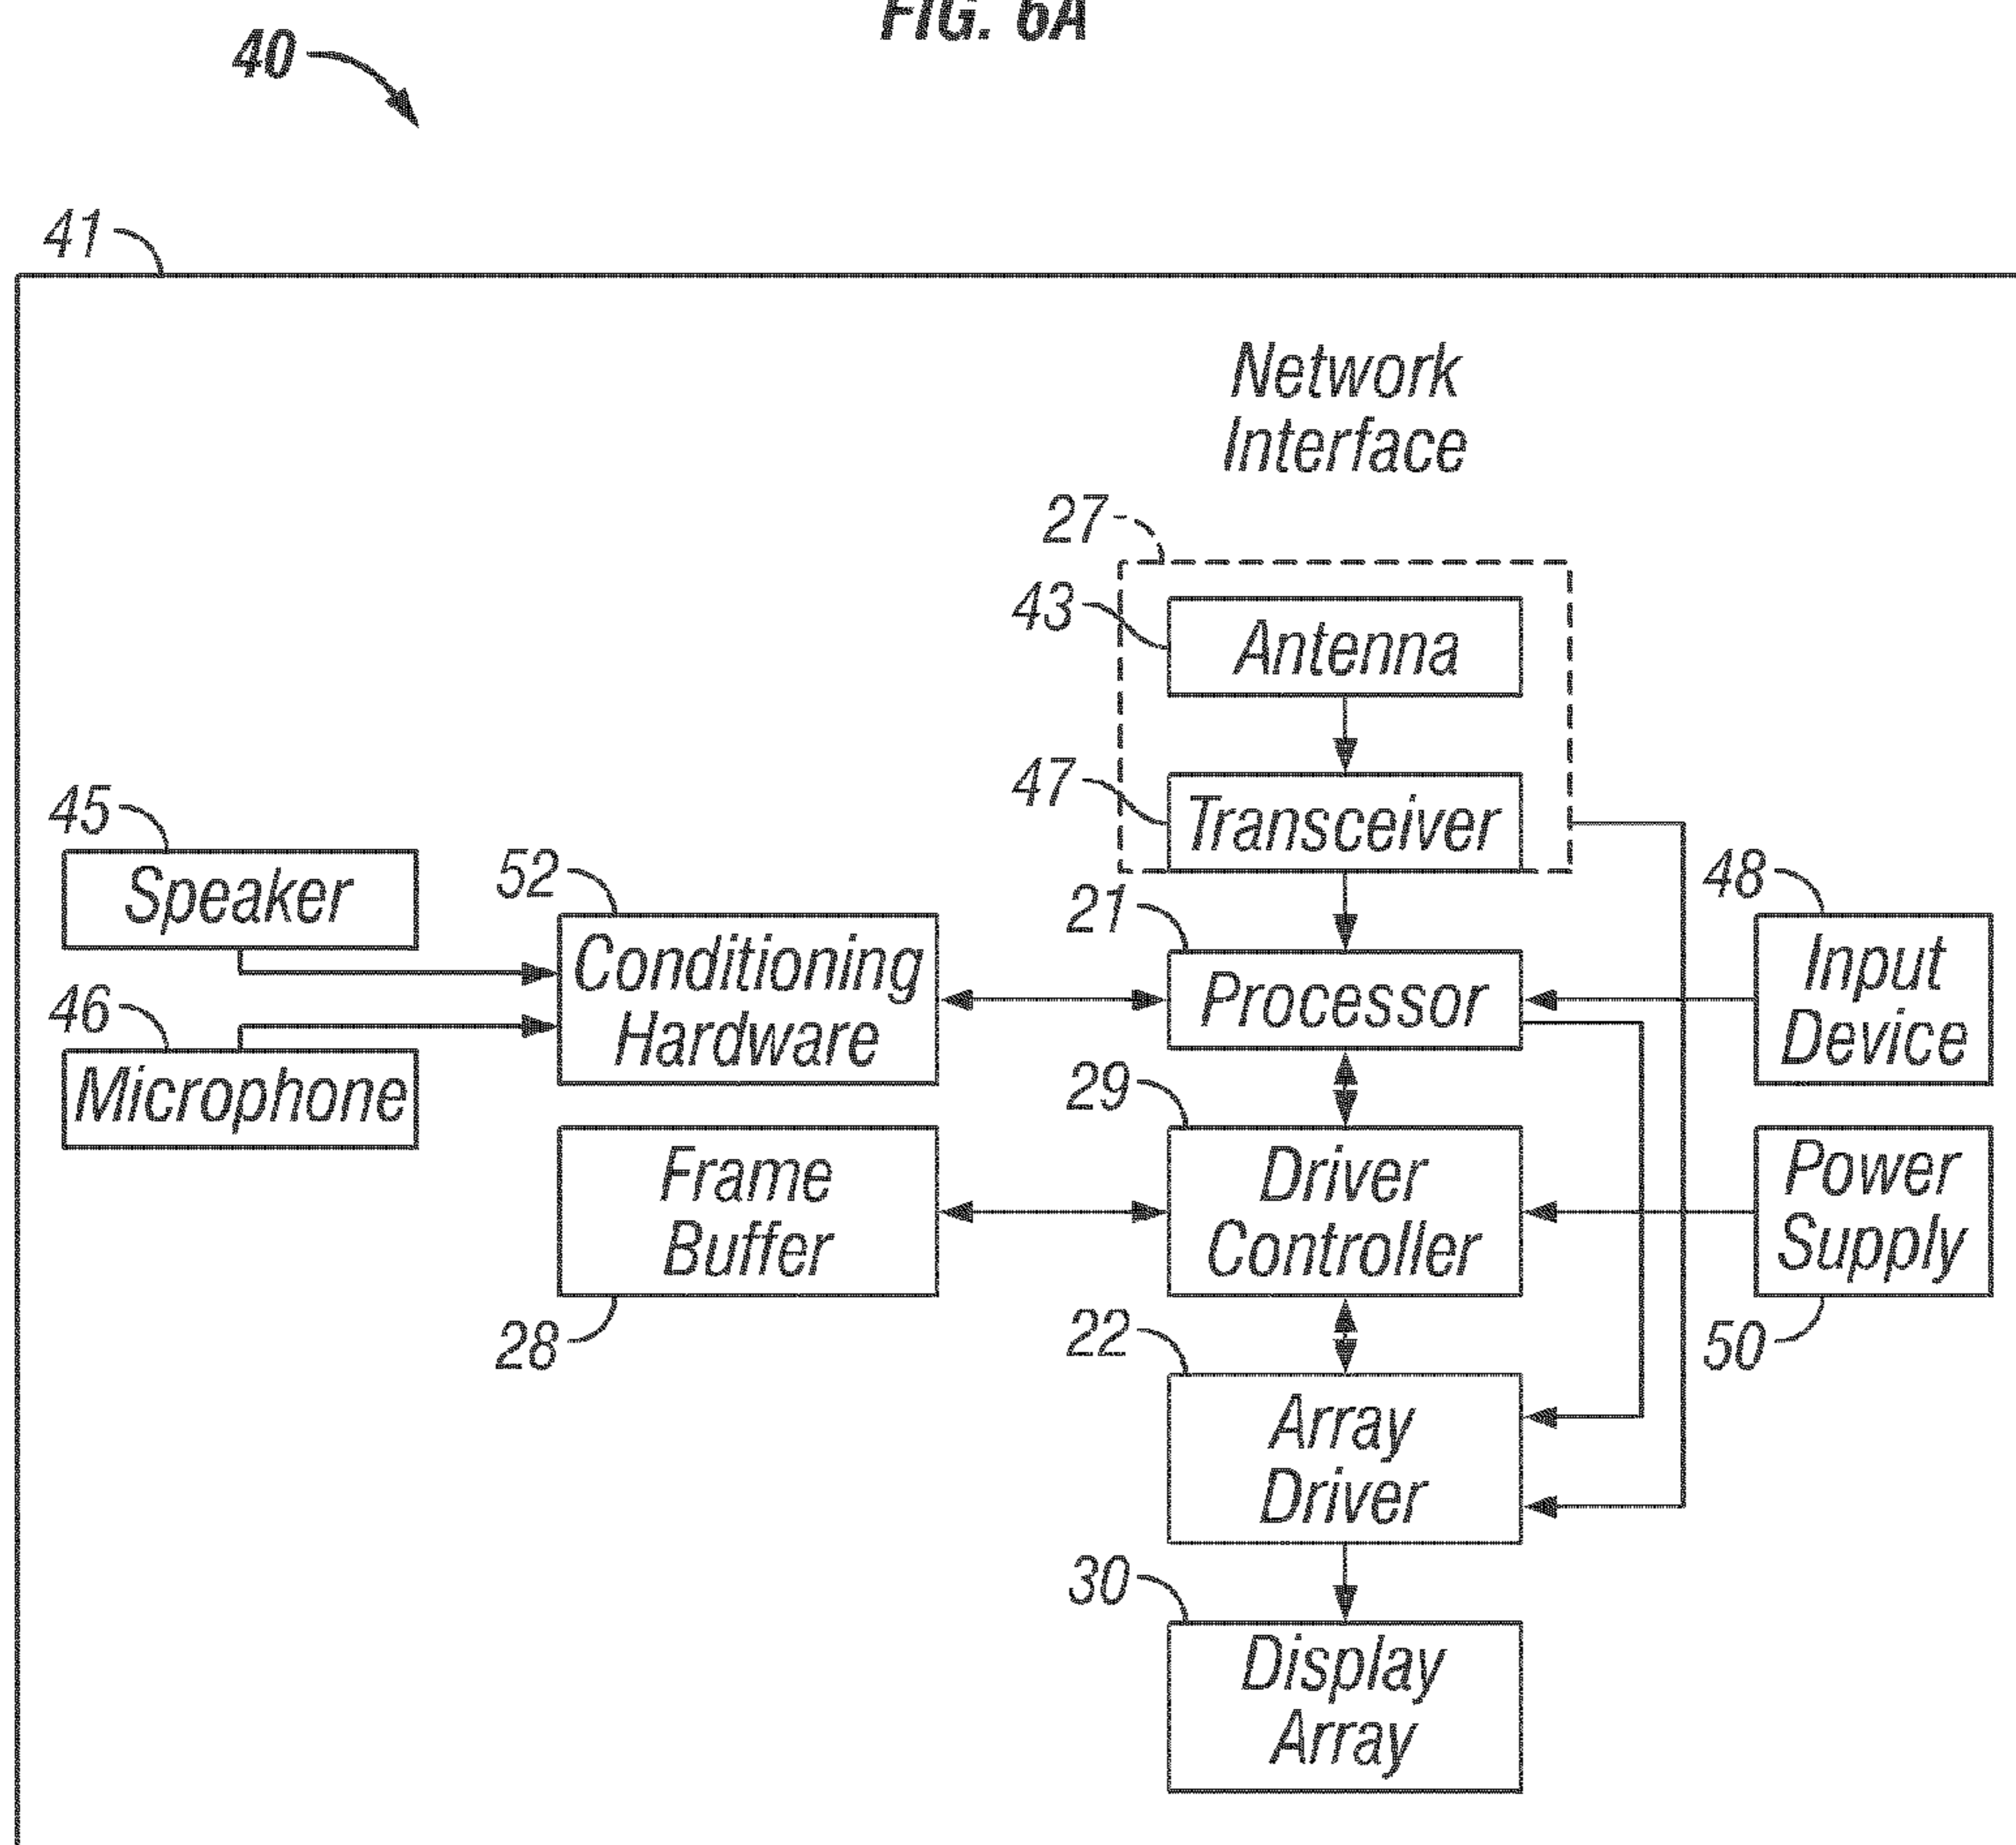 FIG. 6A
40
41
Network
Interface
27
43
Antenna
47
Transceiver
45
Speaker
52
Conditioning
Hardware
21
Processor
48
Input
Device
46
Microphone
29
Driver
Controller
Frame
Buffer
28
Power
Supply
50
22
Array
Driver
30
Display
Array